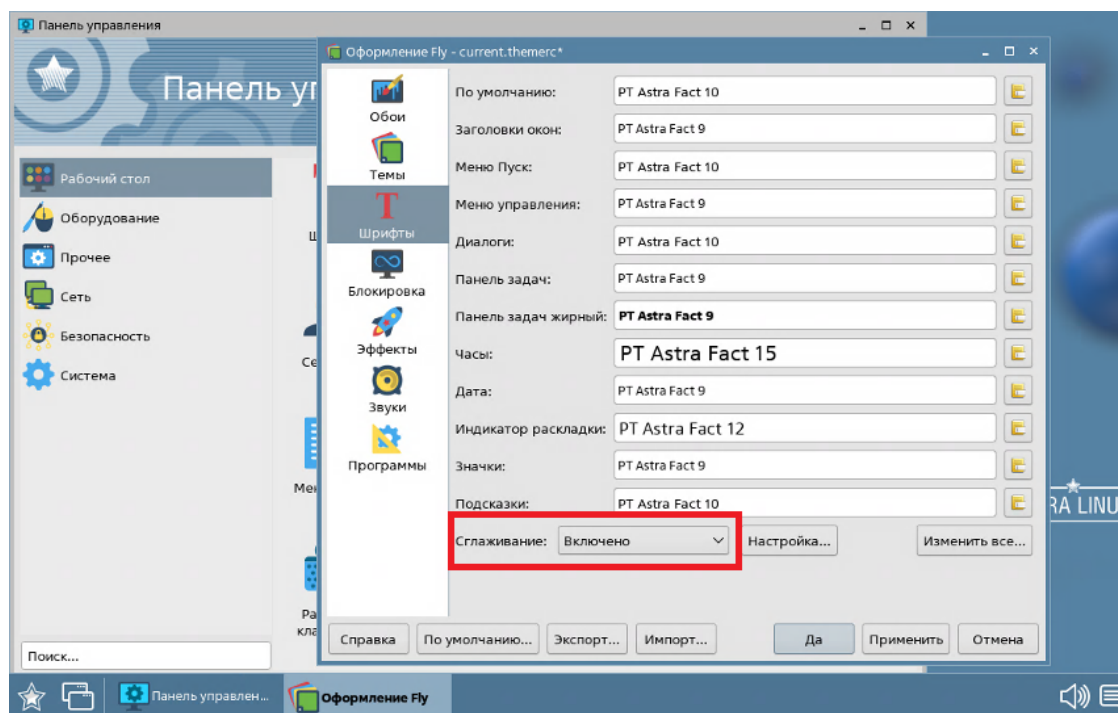 Панель управления
Оформление Fly - current.themerc*
Панель
Рабочий стол
Оборудование
Прочее
Сеть
Безопасность
Система
Поиск...
Обои
Темы
Шрифты
Блокировка
Эффекты
Звуки
Программы
По умолчанию: PT Astra Fact 10
Заголовки окон: PT Astra Fact 9
Меню Пуск: PT Astra Fact 10
Меню управления: PT Astra Fact 9
Диалоги: PT Astra Fact 10
Панель задач: PT Astra Fact 9
Панель задач жирный: PT Astra Fact 9
Часы: PT Astra Fact 15
Дата: PT Astra Fact 9
Индикатор раскладки: PT Astra Fact 12
Значки: PT Astra Fact 9
Подсказки: PT Astra Fact 10
Сглаживание: Включено Настройка... Изменить все...
Справка По умолчанию... Экспорт... Импорт... Да Применить Отмена
RA LINU
Панель управлен... Оформление Fly